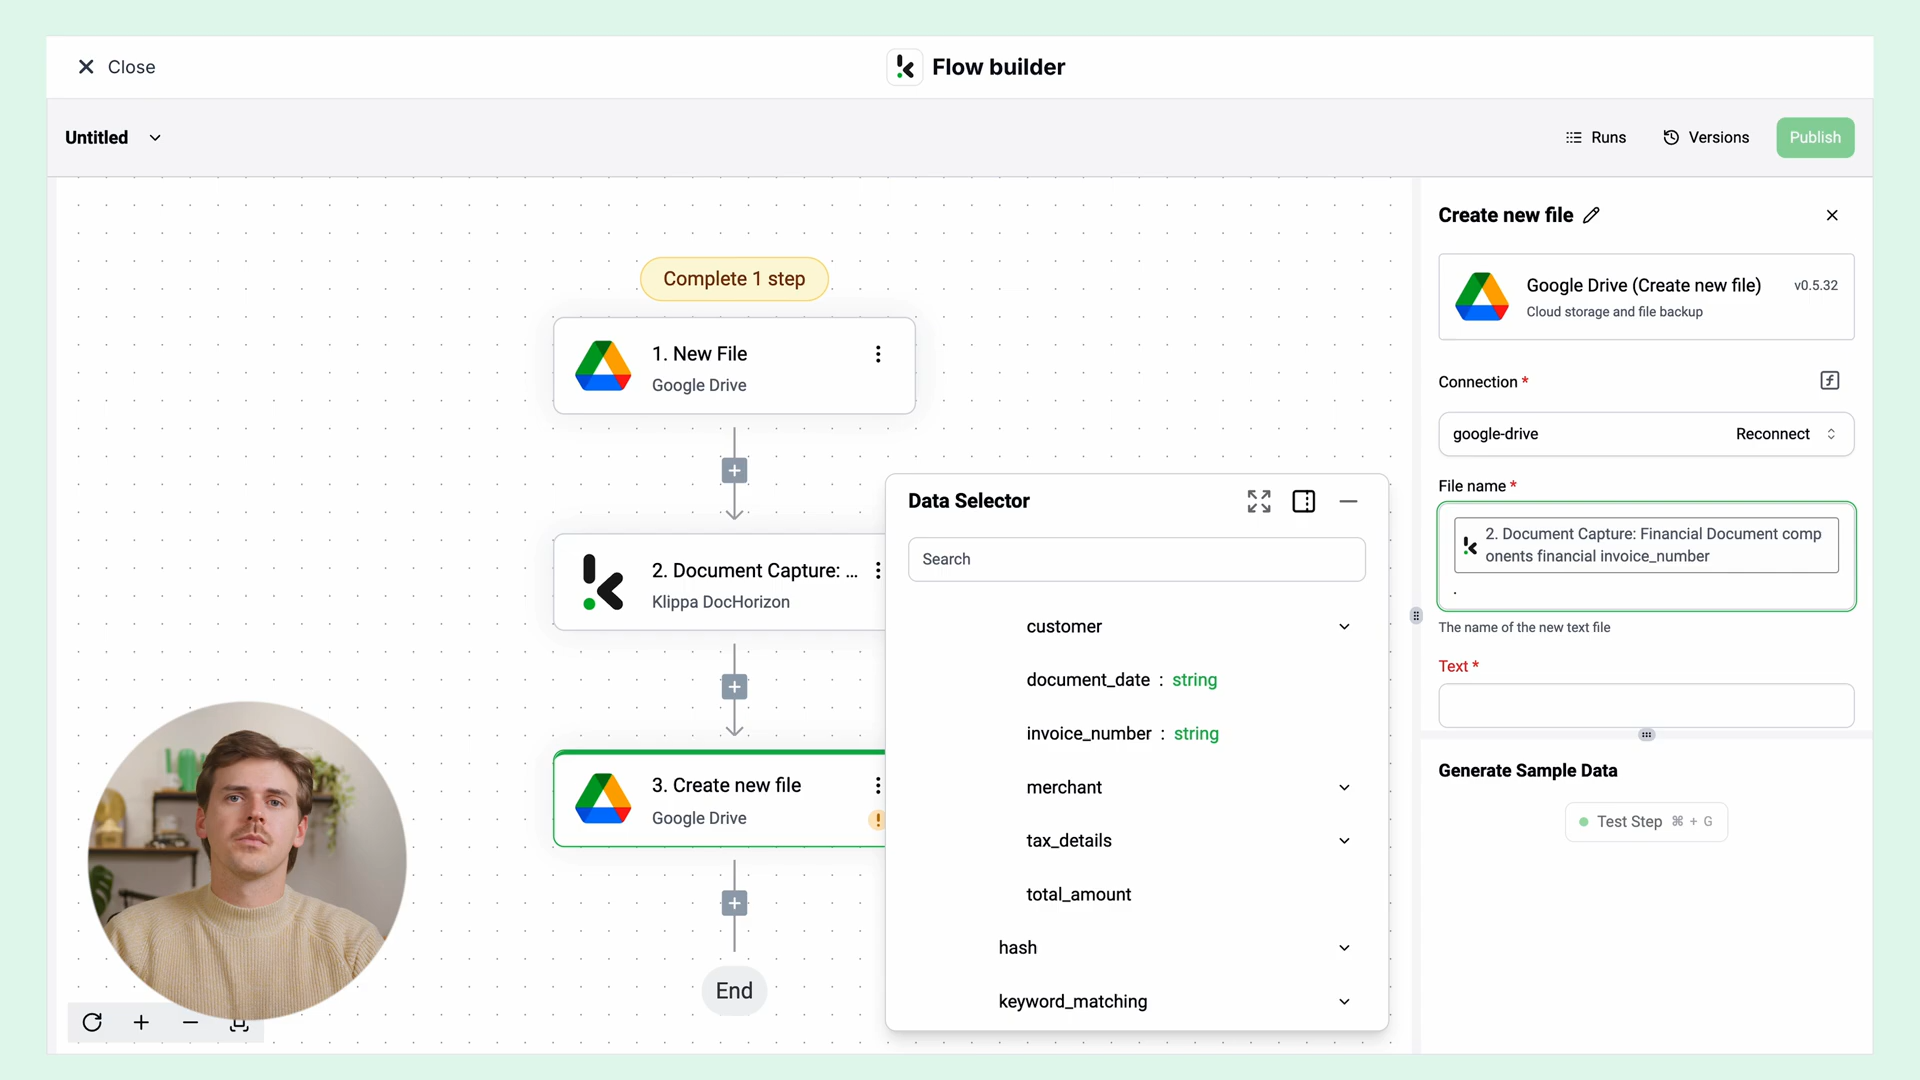 Close
Flow builder
Untitled
Runs
Versions
Publish
Complete 1 step
1. New File
Google Drive
2. Document Capture: ...
Klippa DocHorizon
3. Create new file
Google Drive
End
Data Selector
Search
customer
document_date : string
invoice_number : string
merchant
tax_details
total_amount
hash
keyword_matching
Create new file
Google Drive (Create new file)
v0.5.32
Cloud storage and file backup
Connection *
google-drive
Reconnect
File name *
2. Document Capture: Financial Document comp
onents financial invoice_number
.
The name of the new text file
Text *
Generate Sample Data
Test Step ⌘ + G